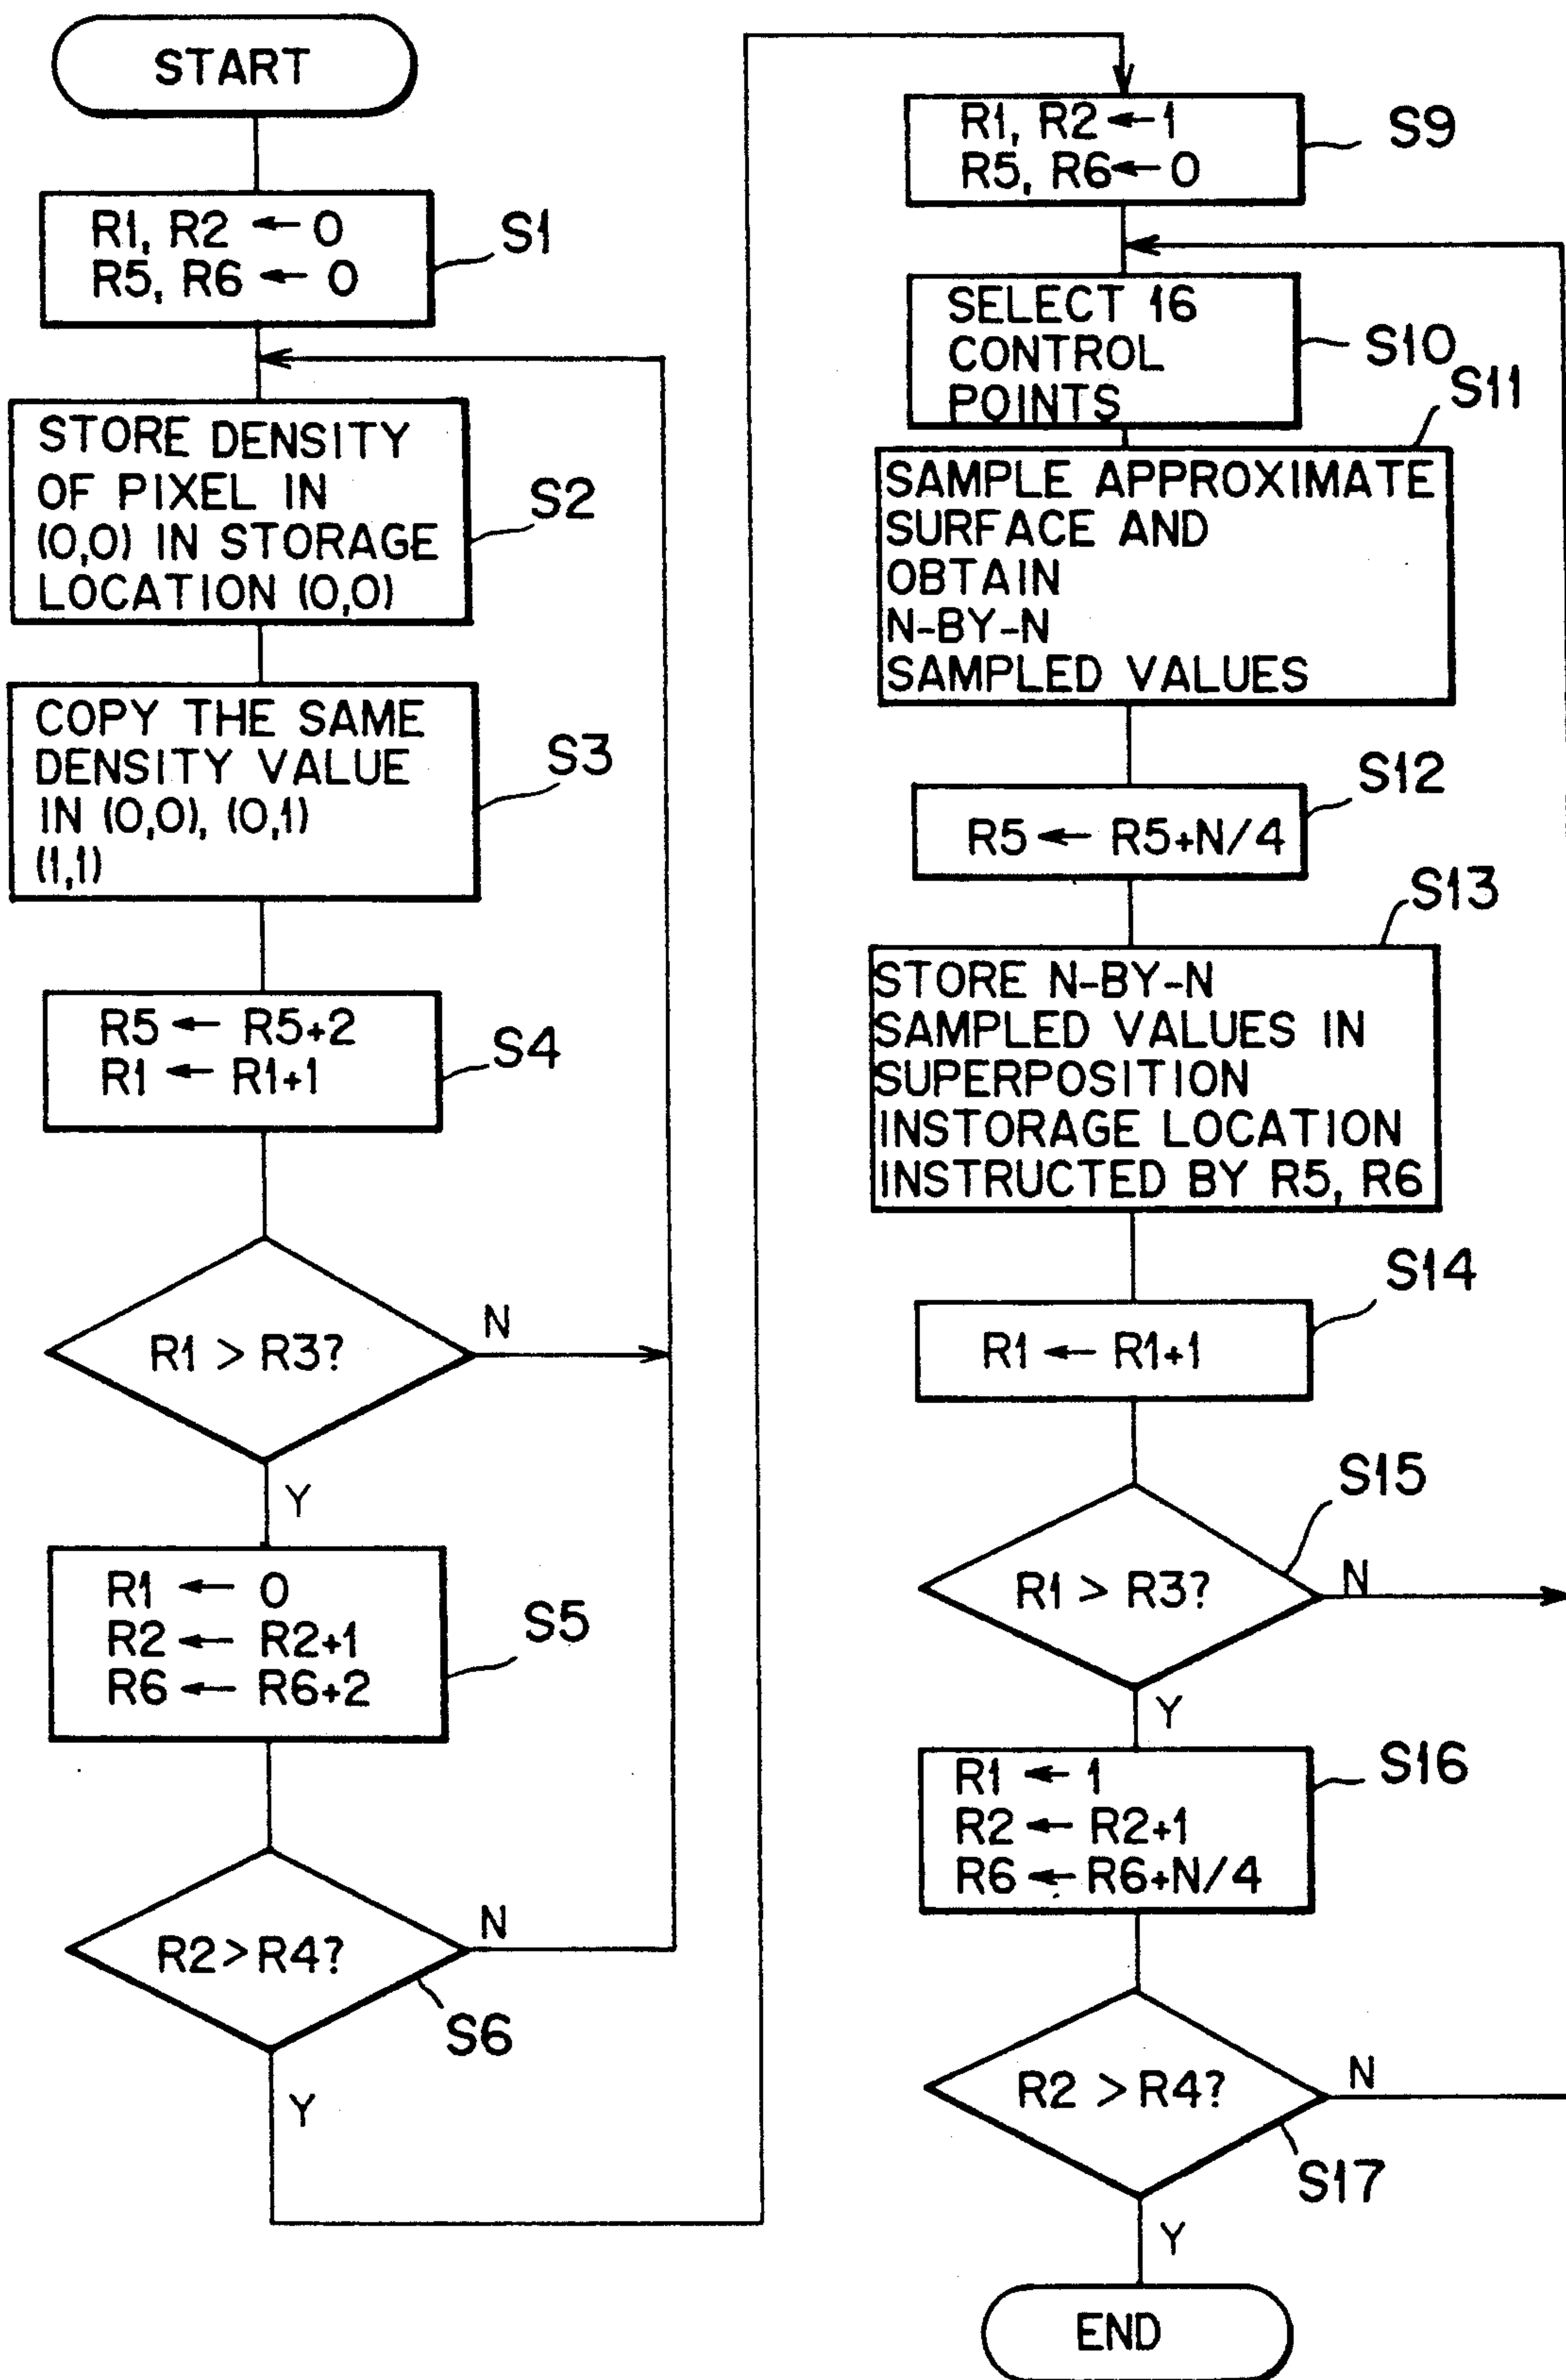 START
R1, R2 ← 0
R5, R6 ← 0
S1
STORE DENSITY
OF PIXEL IN
(0,0) IN STORAGE
LOCATION (0,0)
S2
COPY THE SAME
DENSITY VALUE
IN (0,0), (0,1)
(1,1)
S3
R5 ← R5+2
R1 ← R1+1
S4
R1 > R3?
N
Y
R1 ← 0
R2 ← R2+1
R6 ← R6+2
S5
R2>R4?
N
S6
Y
R1, R2 ← 1
R5, R6 ← 0
S9
SELECT 16
CONTROL
POINTS
S10
SAMPLE APPROXIMATE
SURFACE AND
OBTAIN
N-BY-N
SAMPLED VALUES
S11
R5 ← R5+N/4
S12
STORE N-BY-N
SAMPLED VALUES IN
SUPERPOSITION
INSTORAGE LOCATION
INSTRUCTED BY R5, R6
S13
R1 ← R1+1
S14
R1 > R3?
S15
N
Y
R1 ← 1
R2 ← R2+1
R6 ← R6+N/4
S16
R2 > R4?
N
S17
Y
END